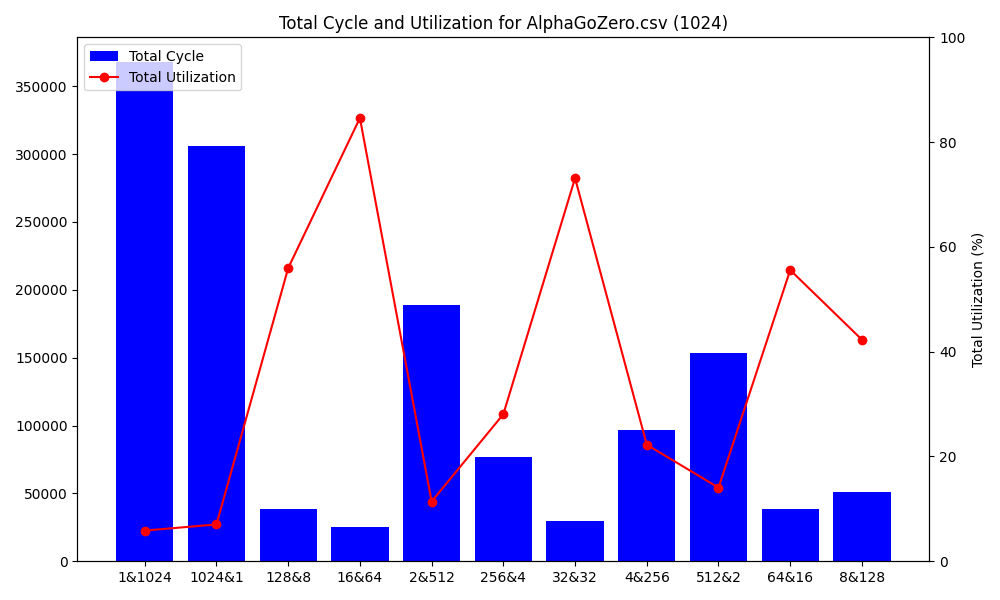 Total Cycle and Utilization for AlphaGoZero.csv (1024)
Total Cycle
Total Utilization
350000
300000
250000
200000
150000
100000
50000
0
100
80
60
40
20
0
Total Utilization (%)
1&1024 1024&1 128&8 16&64 2&512 256&4 32&32 4&256 512&2 64&16 8&128